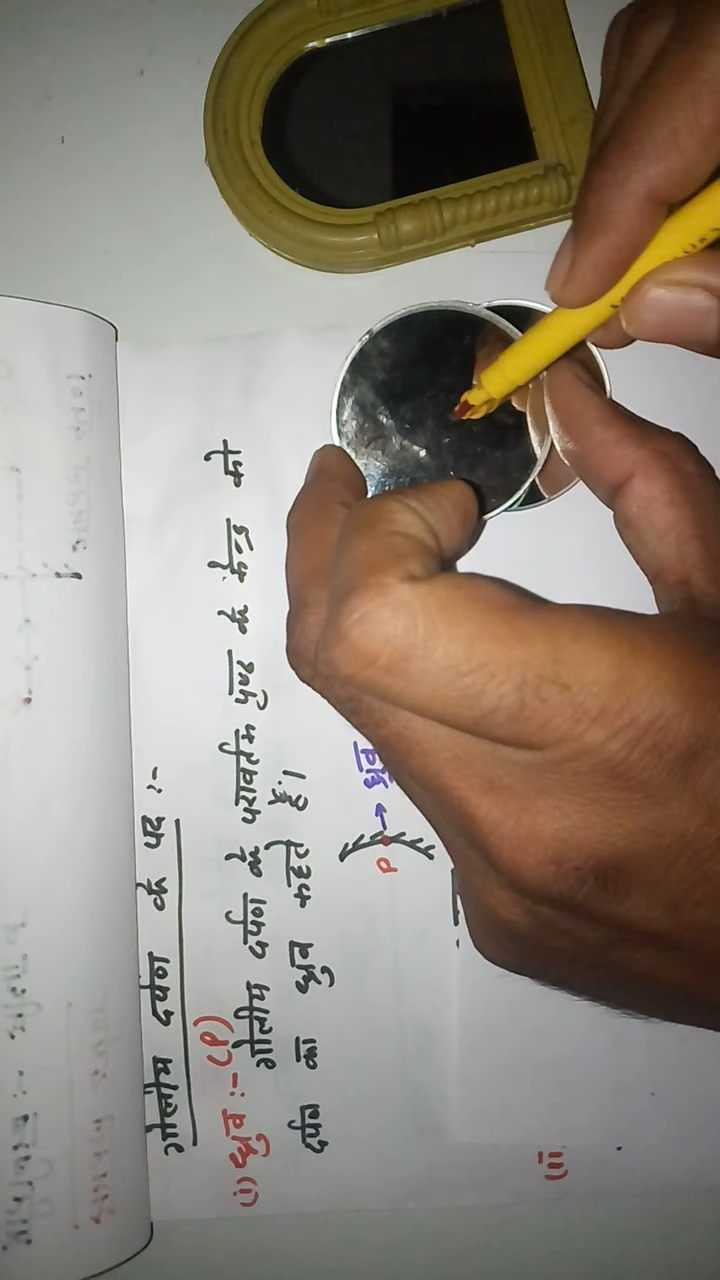 गोलीय दर्पण के पद :-
(i) ध्रुव :- (P)
गोलीय दर्पण के परावर्तक पृष्ठ के केन्द्र को
दर्पण का ध्रुव कहते हैं।
P → ध्रुव
(ii